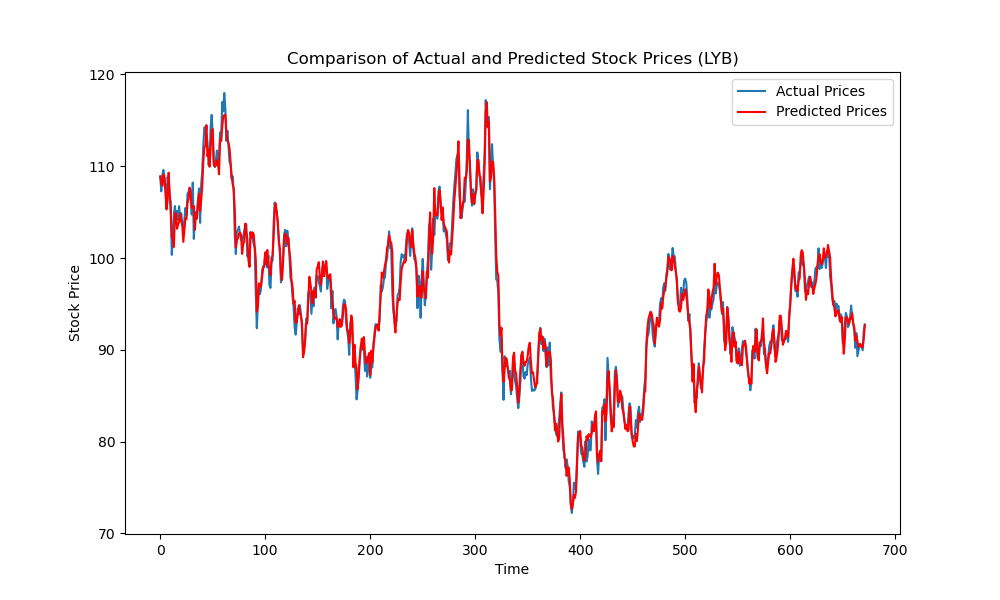 Comparison of Actual and Predicted Stock Prices (LYB)
Actual Prices
Predicted Prices
120
110
100
90
80
70
Stock Price
0 100 200 300 400 500 600 700
Time